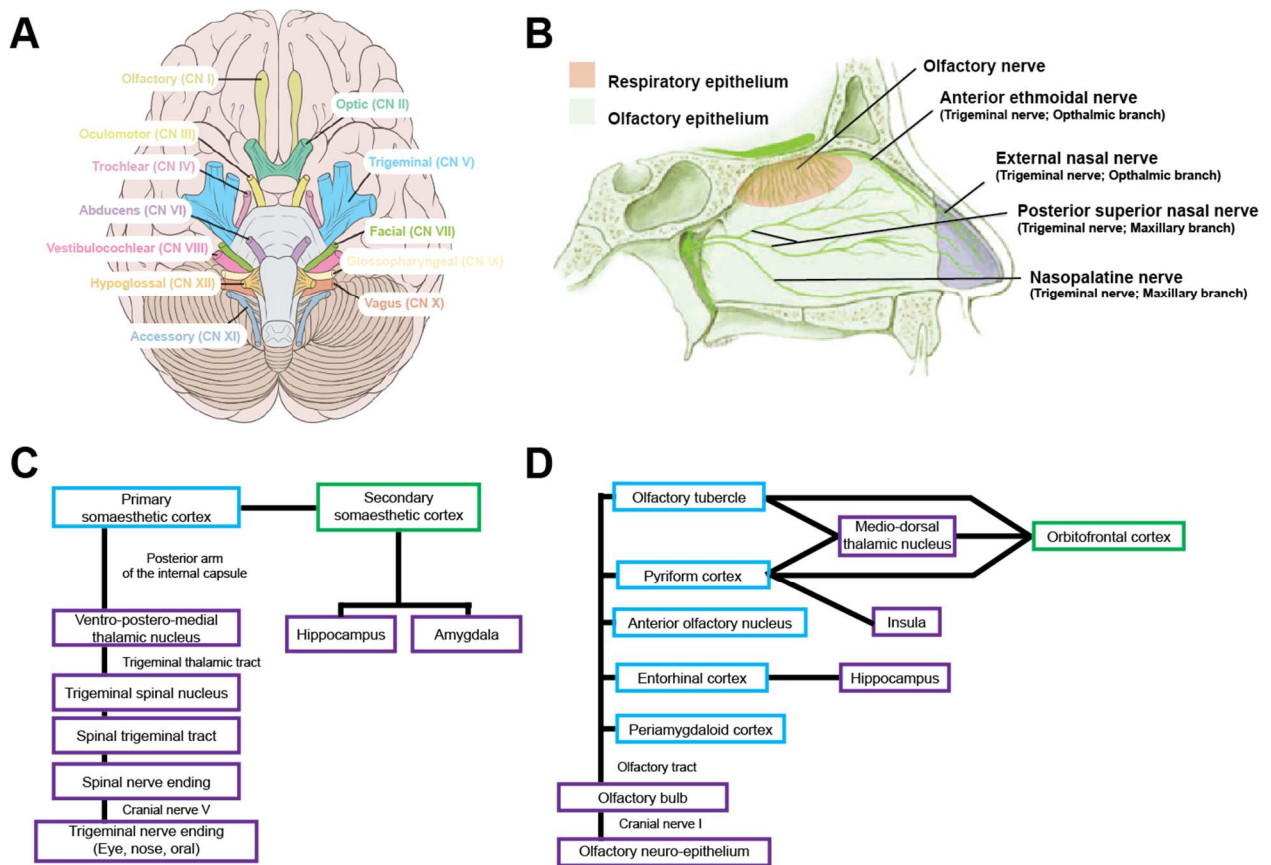 A
Olfactory (CN I)
Optic (CN II)
Oculomotor (CN III)
Trochlear (CN IV)
Trigeminal (CN V)
Abducens (CN VI)
Facial (CN VII)
Vestibulocochlear (CN VIII)
Glossopharyngeal (CN IX)
Hypoglossal (CN XII)
Vagus (CN X)
Accessory (CN XI)
B
Respiratory epithelium
Olfactory epithelium
Olfactory nerve
Anterior ethmoidal nerve
(Trigeminal nerve; Opthalmic branch)
External nasal nerve
(Trigeminal nerve; Opthalmic branch)
Posterior superior nasal nerve
(Trigeminal nerve; Maxillary branch)
Nasopalatine nerve
(Trigeminal nerve; Maxillary branch)
C
Primary
somaesthetic cortex
Secondary
somaesthetic cortex
Posterior arm
of the internal capsule
Ventro-postero-medial
thalamic nucleus
Hippocampus
Amygdala
Trigeminal thalamic tract
Trigeminal spinal nucleus
Spinal trigeminal tract
Spinal nerve ending
Cranial nerve V
Trigeminal nerve ending
(Eye, nose, oral)
D
Olfactory tubercle
Medio-dorsal
thalamic nucleus
Orbitofrontal cortex
Pyriform cortex
Anterior olfactory nucleus
Insula
Entorhinal cortex
Hippocampus
Periamygdaloid cortex
Olfactory tract
Olfactory bulb
Cranial nerve I
Olfactory neuro-epithelium